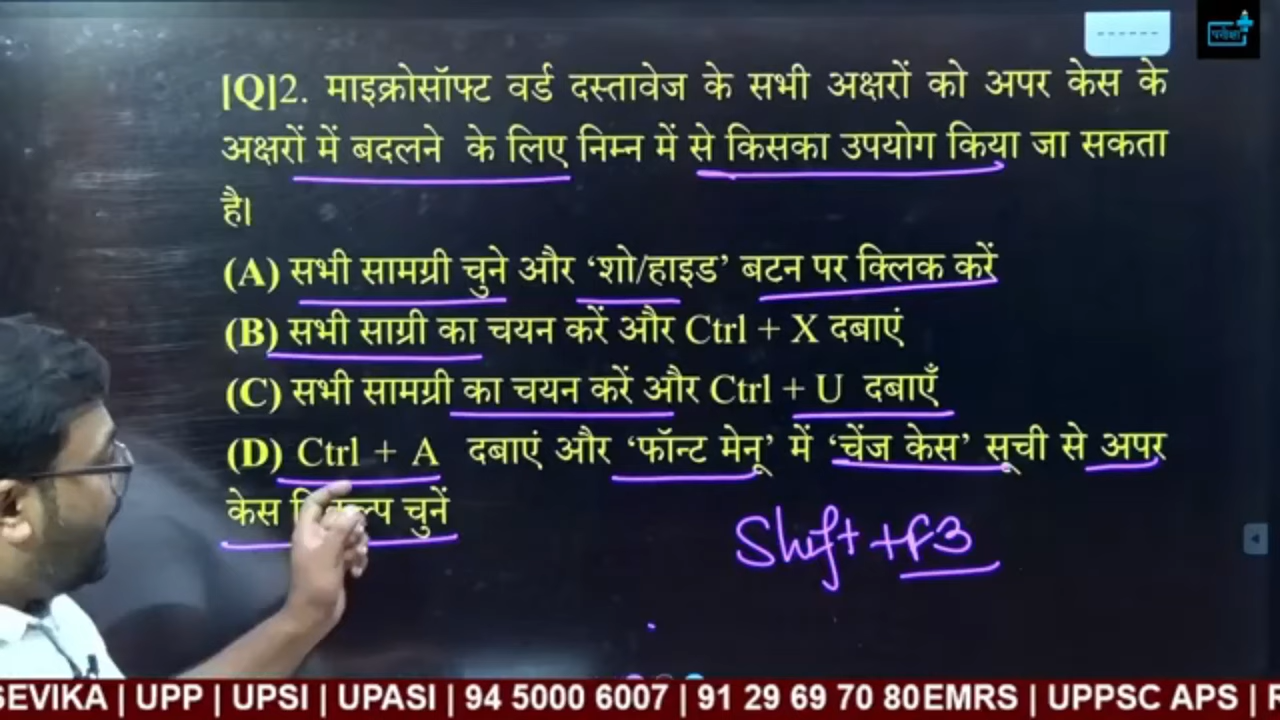 परीक्षा
[Q]2. माइक्रोसॉफ्ट वर्ड दस्तावेज के सभी अक्षरों को अपर केस के
अक्षरों में बदलने के लिए निम्न में से किसका उपयोग किया जा सकता
है।
(A) सभी सामग्री चुने और ‘शो/हाइड’ बटन पर क्लिक करें
(B) सभी साग्री का चयन करें और Ctrl + X दबाएं
(C) सभी सामग्री का चयन करें और Ctrl + U दबाएँ
(D) Ctrl + A दबाएं और ‘फॉन्ट मेनू’ में ‘चेंज केस’ सूची से अपर
केस चुनें
Shift + F3
SEVIKA | UPP | UPSI | UPASI | 94 5000 6007 | 91 29 69 70 80EMRS | UPPSC APS |